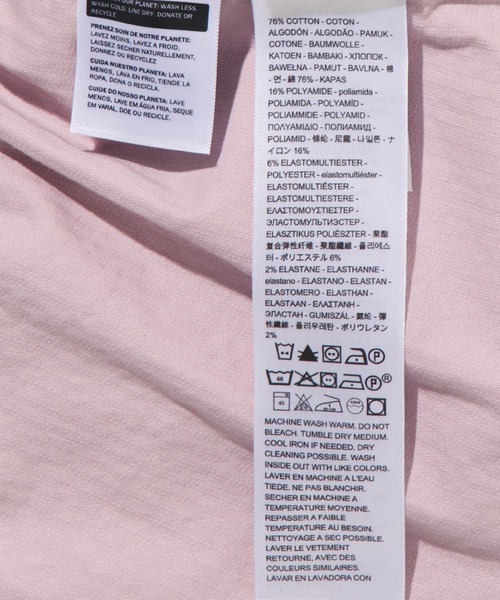 OUR PLANET: WASH LESS,
WASH COLD, LINE DRY, DONATE OR
RECYCLE
PRENEZ SOIN DE NOTRE PLANETE:
LAVEZ MOINS, LAVEZ A FROID,
LAISSEZ SECHER NATURELLEMENT,
DONNEZ OU RECYCLEZ
CUIDA NUESTRO PLANETA: LAVA
MENOS, LAVA EN FRIO, TIENDE LA
ROPA, DONA O RECICLA.
CUIDE DO NOSSO PLANETA: LAVE
MENOS, LAVE EM ÁGUA FRIA, SEQUE
EM VARAL, DOE OU RECICLE.
76% COTTON - COTON -
ALGODÓN - ALGODÃO - PAMUK -
COTONE - BAUMWOLLE -
KATOEN - BAMBAKI - ХЛОПОК -
BAWEŁNA - PAMUT - BAVLNA - 棉
- 면 - 綿 76% - KAPAS
16% POLYAMIDE - poliamida -
POLIAMIDA - POLYAMÍD -
POLIAMMIDE - POLYAMID -
ΠΟΛΥΑΜΙΔΙΟ - ПОЛИАМИД -
POLIAMID - 锦纶 - 尼龍 - 나일론 - ナ
イロン 16%
6% ELASTOMULTIESTER -
POLYESTER - elastomultiéster -
ELASTOMULTIÉSTER -
ELASTOMULTIESTERE -
ΕΛΑΣΤΟΜΟΥΣΤΙΕΣΤΕΡ -
ЭЛАСТОМУЛЬТИЭСТЕР -
ELASZTIKUS POLIÉSZTER - 聚酯
复合弹性纤维 - 聚酯纖維 - 폴리에스
터 - ポリエステル 6%
2% ELASTANE - ELASTHANNE -
elastano - ELASTANO - ELASTAN -
ELASTOMERO - ELASTHAN -
ELASTAAN - ΕΛΑΣΤΑΝΗ -
ЭЛАСТАН - GUMISZÁL - 氨纶 - 彈
性纖維 - 폴리우레탄 - ポリウレタン
2%
P
40 P ®
40
MACHINE WASH WARM. DO NOT
BLEACH. TUMBLE DRY MEDIUM.
COOL IRON IF NEEDED. DRY
CLEANING POSSIBLE. WASH
INSIDE OUT WITH LIKE COLORS.
LAVER EN MACHINE A L'EAU
TIEDE. NE PAS BLANCHIR.
SECHER EN MACHINE A
TEMPERATURE MOYENNE.
REPASSER A FAIBLE
TEMPERATURE AU BESOIN.
NETTOYAGE A SEC POSSIBLE.
LAVER LE VETEMENT
RETOURNE, AVEC DES
COULEURS SIMILAIRES.
LAVAR EN LAVADORA CON